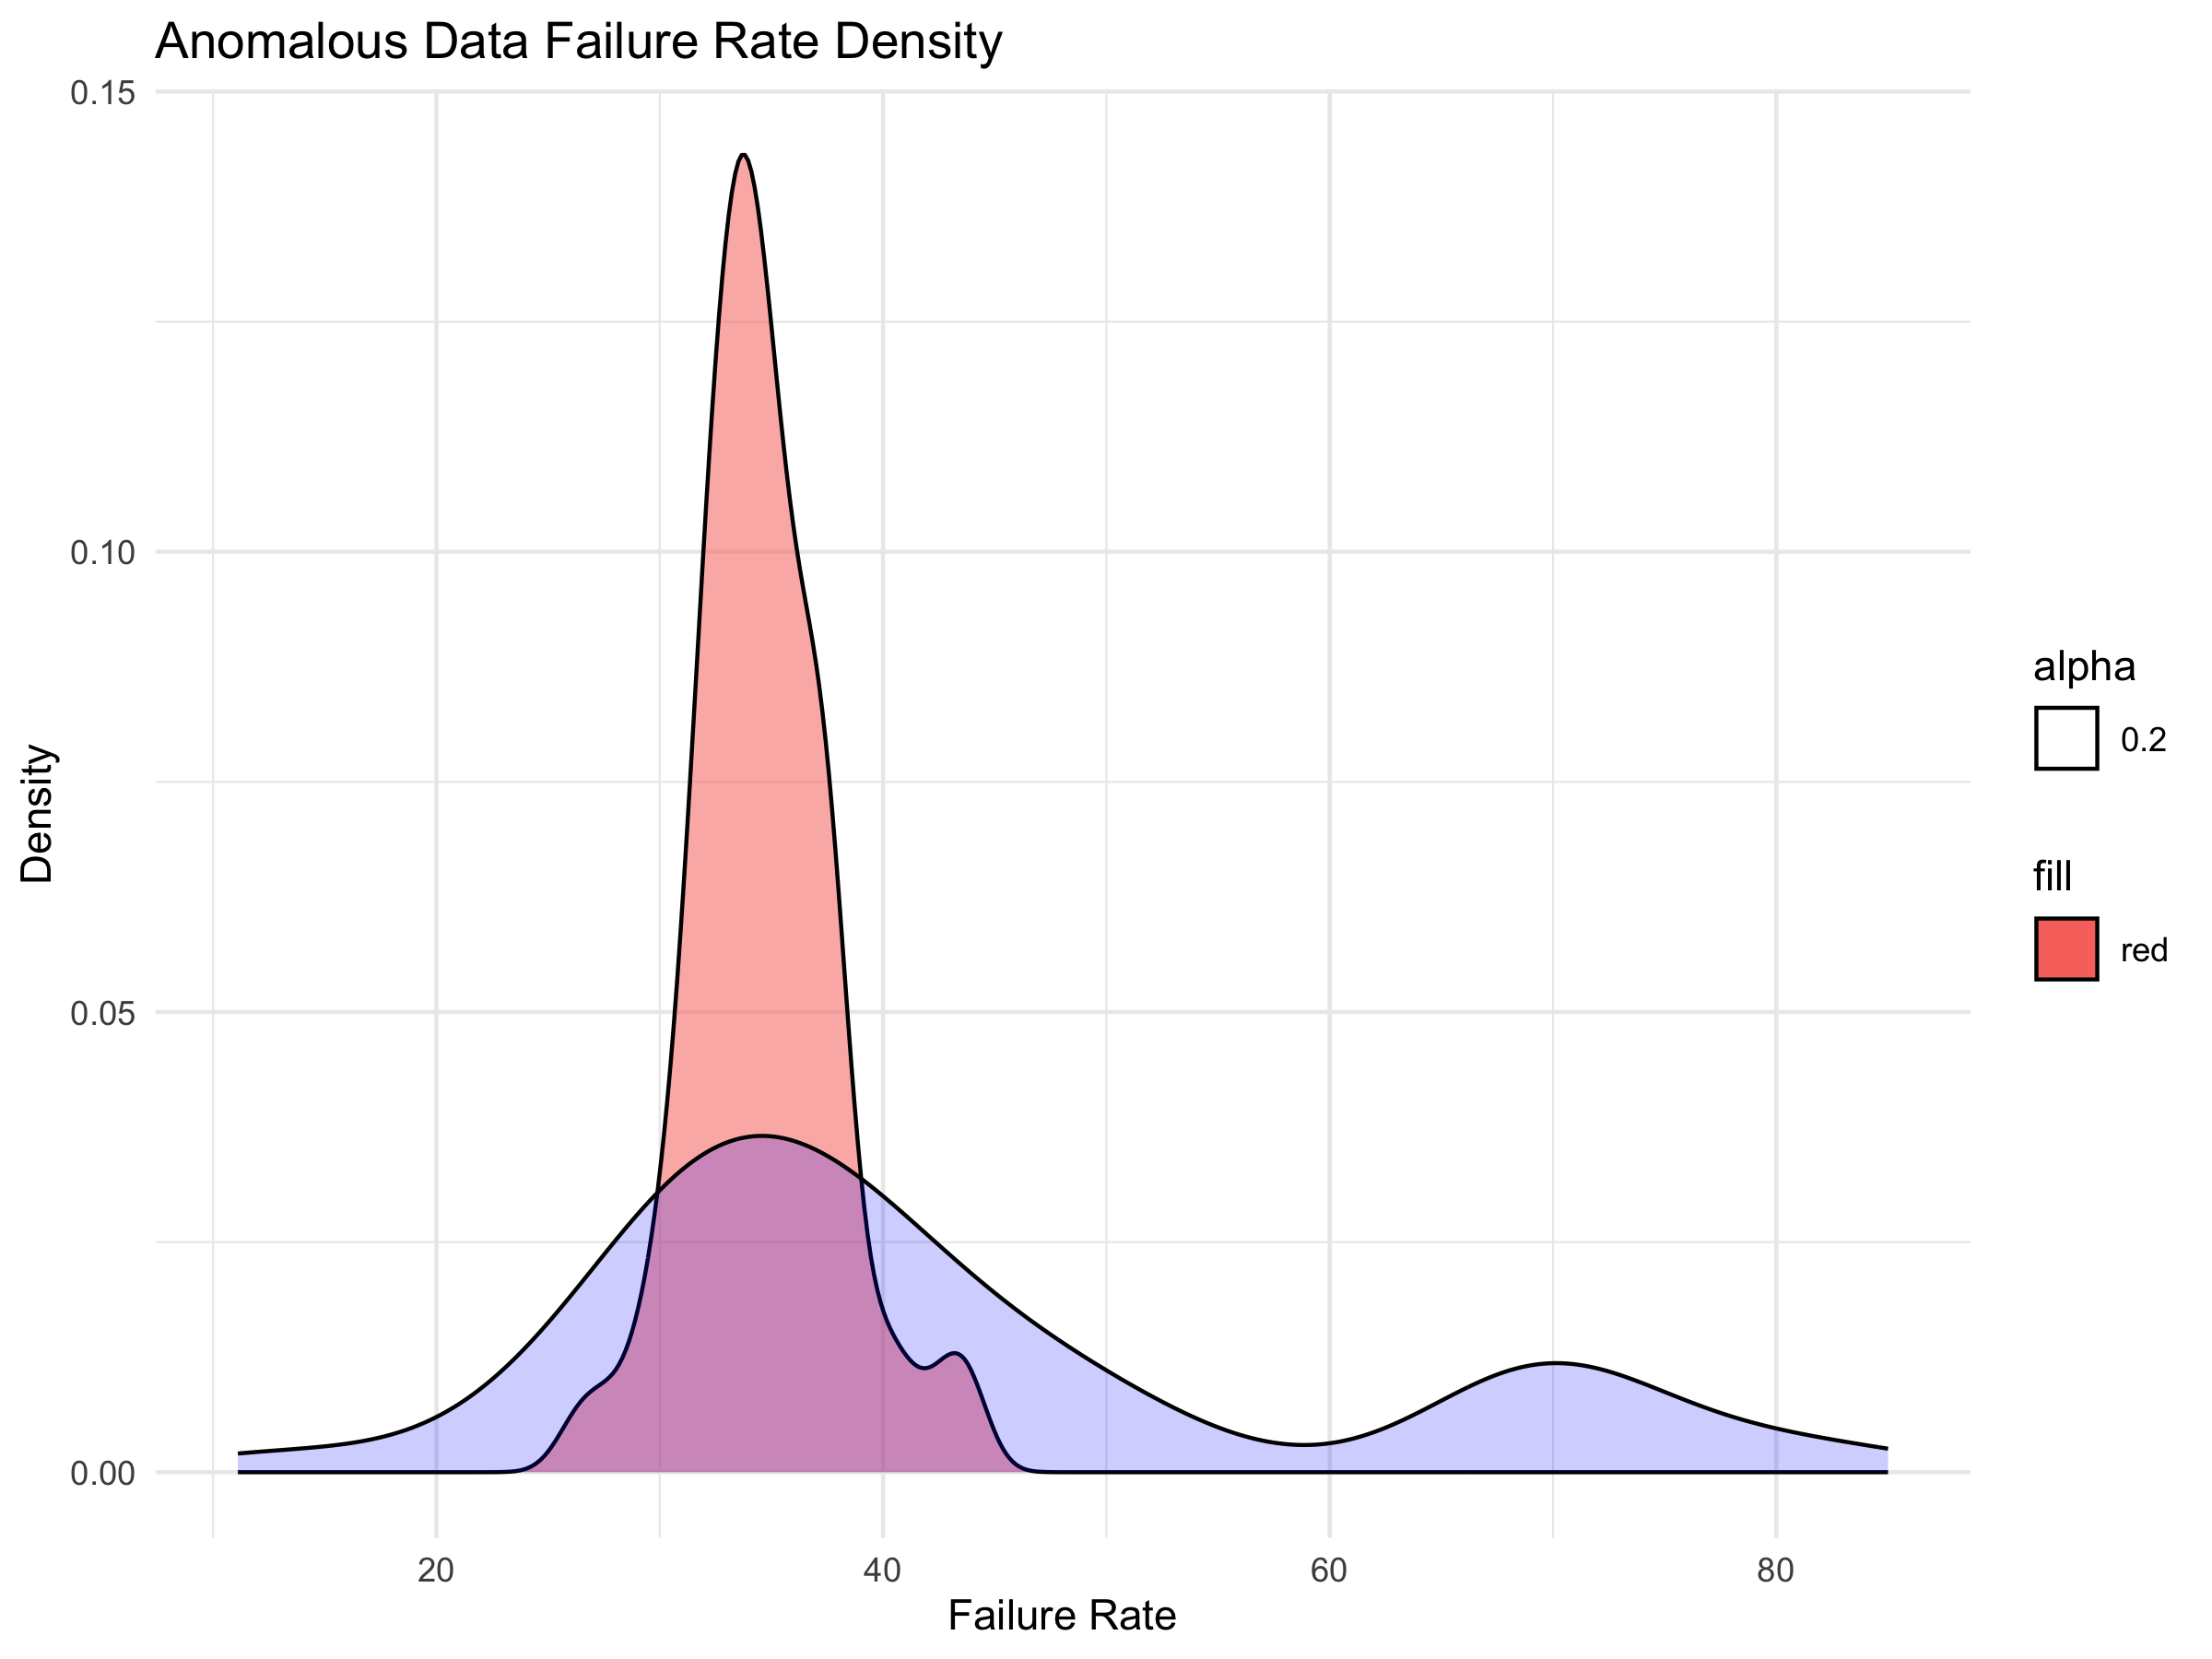 Anomalous Data Failure Rate Density
0.15
0.10
0.05
0.00
Density
20
40
60
80
Failure Rate
alpha
0.2
fill
red